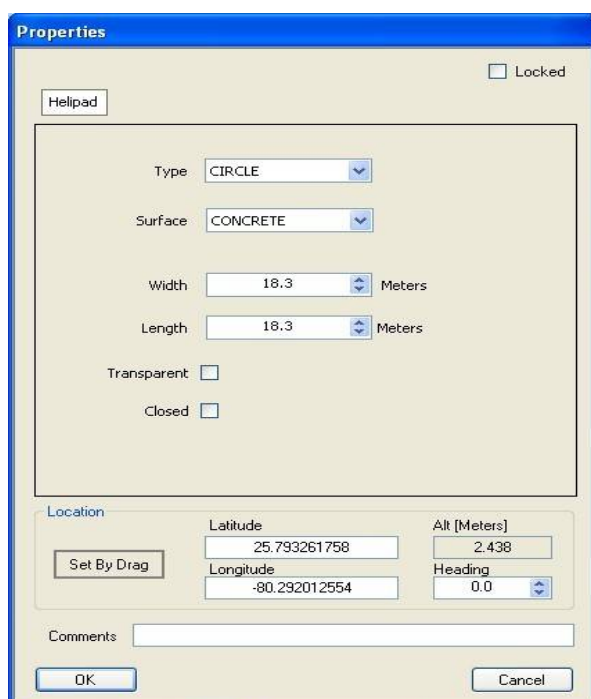 Properties
Locked
Helipad
Type CIRCLE
Surface CONCRETE
Width 18.3 Meters
Length 18.3 Meters
Transparent
Closed
Location
Latitude Alt [Meters]
25.793261758 2.438
Set By Drag
Longitude Heading
-80.292012554 0.0
Comments
OK Cancel